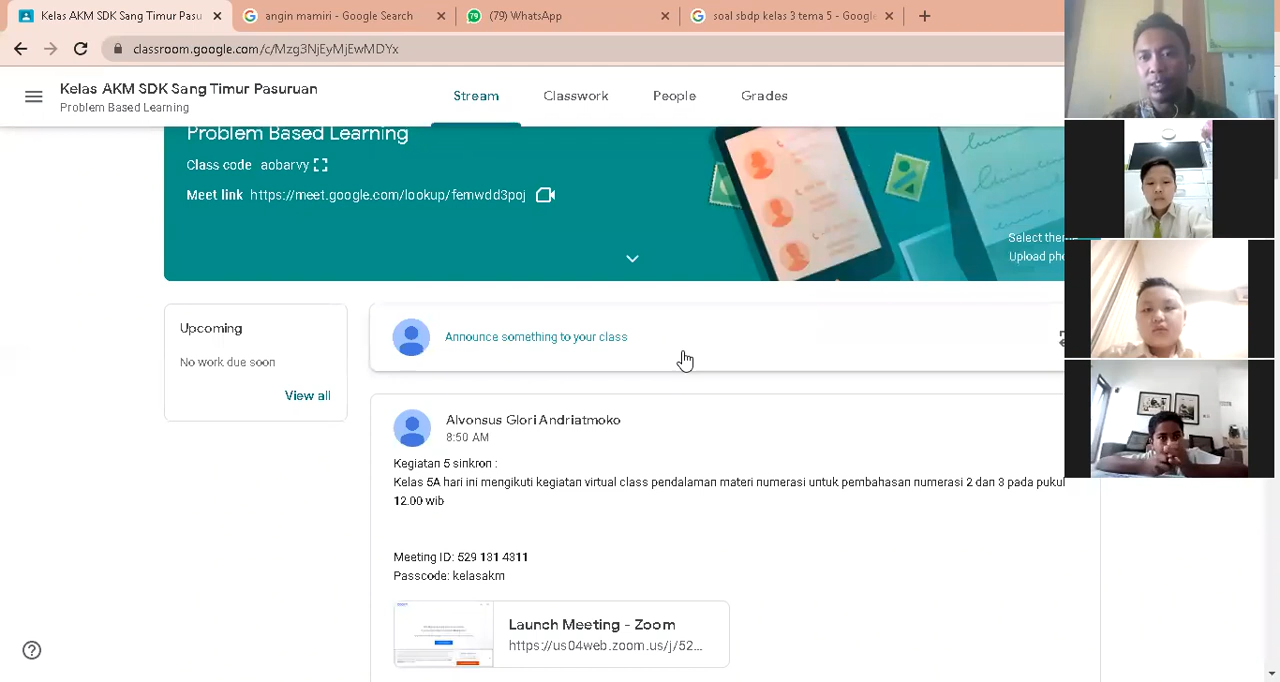 Kelas AKM SDK Sang Timur Pasu
angin mamiri - Google Search
(79) WhatsApp
soal sbdp kelas 3 tema 5 - Googl
classroom.google.com/c/Mzg3NjEyMjEwMDYx
Kelas AKM SDK Sang Timur Pasuruan
Problem Based Learning
Stream
Classwork
People
Grades
Problem Based Learning
Class code aobarvy
Meet link https://meet.google.com/lookup/femwdd3poj
Select theme
Upload pho
Upcoming
No work due soon
View all
Announce something to your class
Alvonsus Glori Andriatmoko
8:50 AM
Kegiatan 5 sinkron :
Kelas 5A hari ini mengikuti kegiatan virtual class pendalaman materi numerasi untuk pembahasan numerasi 2 dan 3 pada pukul
12.00 wib
Meeting ID: 529 131 4311
Passcode: kelasakm
Launch Meeting - Zoom
https://us04web.zoom.us/j/52...